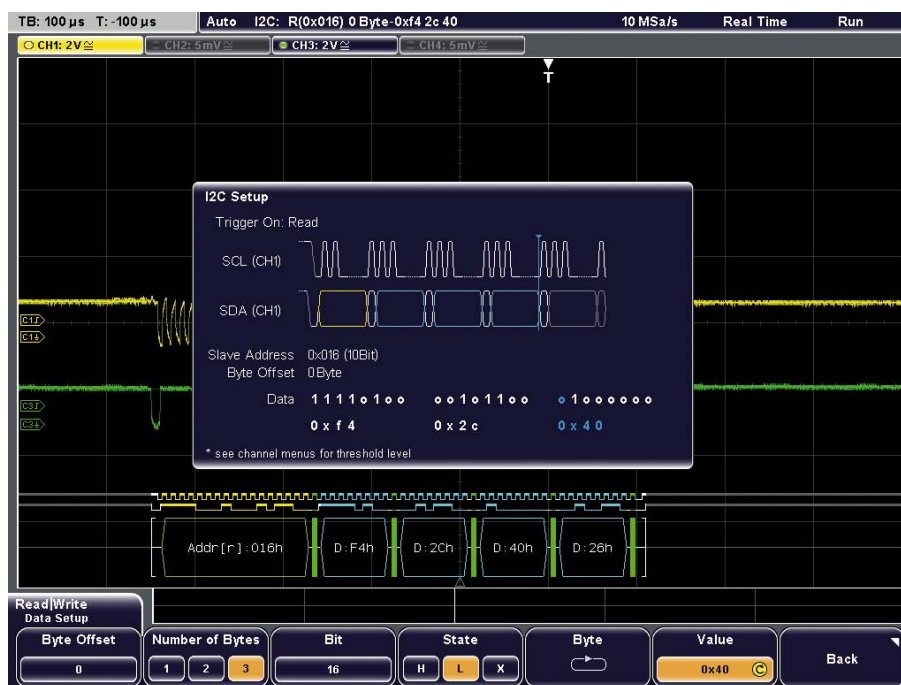 TB: 100 µs T: -100 µs Auto I2C: R(0x016) 0 Byte-0xf4 2c 40 10 MSa/s Real Time Run
CH1: 2V≅ CH2: 5mV≅ CH3: 2V≅ CH4: 5mV≅
T
I2C Setup
Trigger On: Read
SCL (CH1)
SDA (CH1)
C1
C1
Slave Address 0x016 (10Bit)
Byte Offset 0Byte
Data 11110100 00101100 01000000
C3
C3
0xf4 0x2c 0x40
* see channel menus for threshold level
Addr[r]:016h D:F4h D:2Ch D:40h D:26h
Read|Write
Data Setup
Byte Offset Number of Bytes Bit State Byte Value
Back
0 1 2 3 16 H L X 0x40 C